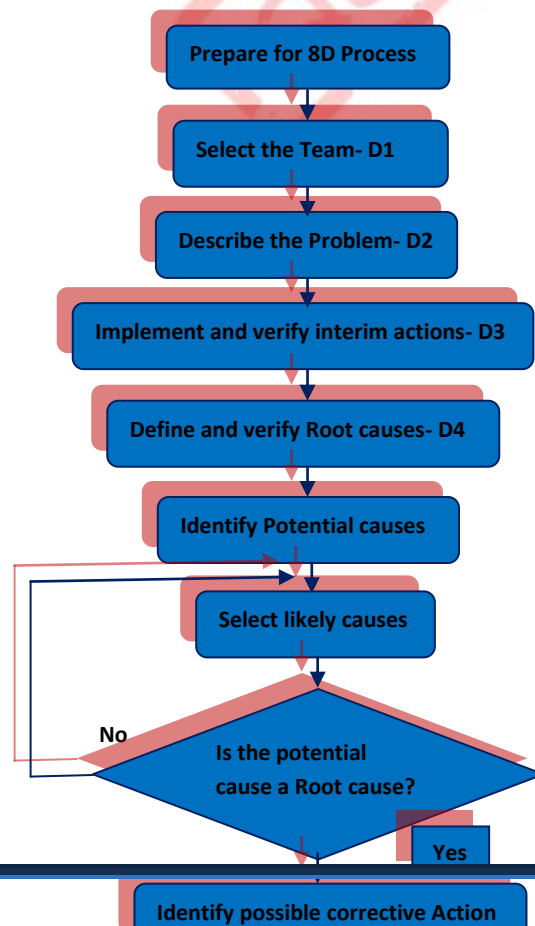 Prepare for 8D Process
Select the Team- D1
Describe the Problem- D2
Implement and verify interim actions- D3
Define and verify Root causes- D4
Identify Potential causes
Select likely causes
No
Is the potential
cause a Root cause?
Yes
Identify possible corrective Action